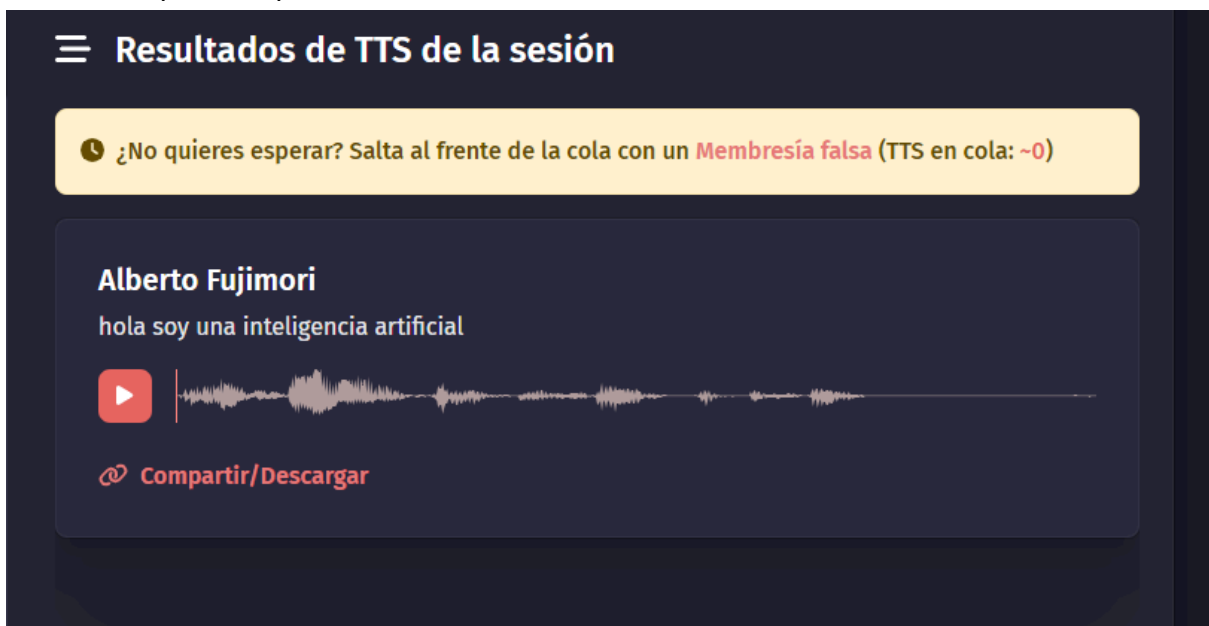 Resultados de TTS de la sesión
¿No quieres esperar? Salta al frente de la cola con un Membresía falsa (TTS en cola: ~0)
Alberto Fujimori
hola soy una inteligencia artificial
Compartir/Descargar